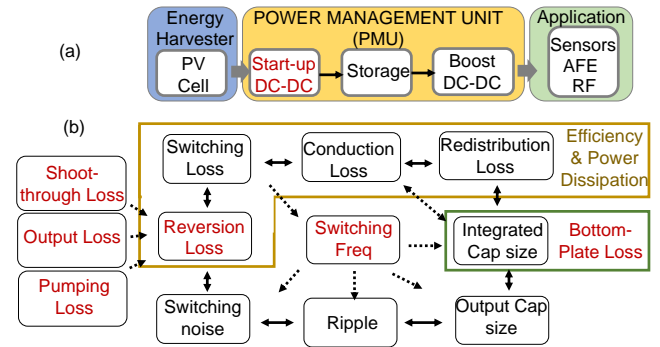 Energy
Harvester
POWER MANAGEMENT UNIT
(PMU)
Application
(a)
PV
Cell
Start-up
DC-DC
Storage
Boost
DC-DC
Sensors
AFE
RF
(b)
Switching
Loss
Conduction
Loss
Redistribution
Loss
Efficiency
& Power
Dissipation
Shoot-
through Loss
Output Loss
Pumping
Loss
Reversion
Loss
Switching
Freq
Integrated
Cap size
Bottom-
Plate Loss
Switching
noise
Ripple
Output Cap
size